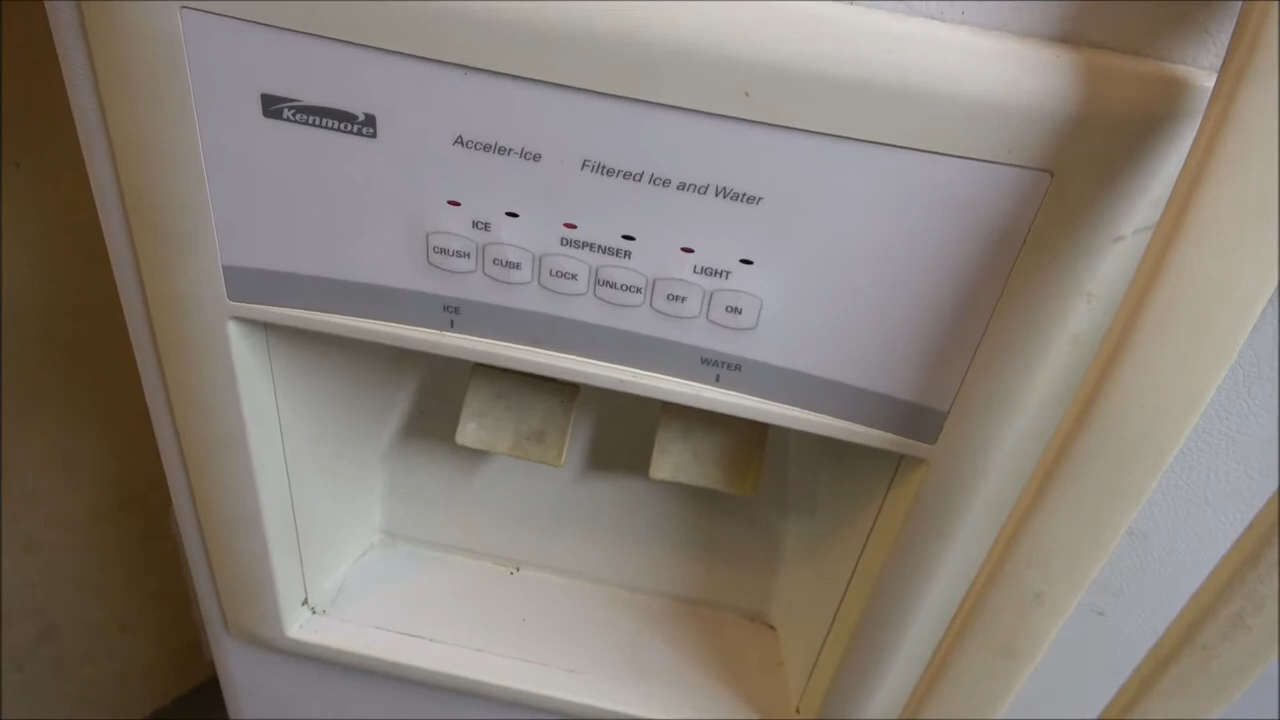 Kenmore
Acceler-Ice
Filtered Ice and Water
ICE
DISPENSER
LIGHT
CRUSH
CUBE
LOCK
UNLOCK
OFF
ON
ICE
WATER